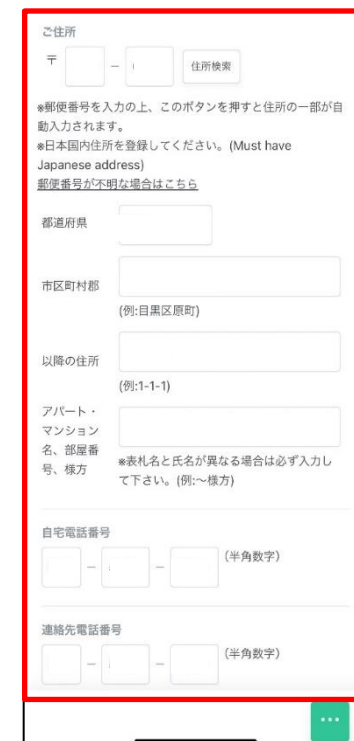 ご住所
〒 － 住所検索
※郵便番号を入力の上、このボタンを押すと住所の一部が自
動入力されます。
※日本国内住所を登録してください。(Must have
Japanese address)
郵便番号が不明な場合はこちら
都道府県
市区町村郡
(例:目黒区原町)
以降の住所
(例:1-1-1)
アパート・
マンション
名、部屋番
号、様方
※表札名と氏名が異なる場合は必ず入力し
て下さい。(例:～様方)
自宅電話番号
－ － (半角数字)
連絡先電話番号
－ － (半角数字)